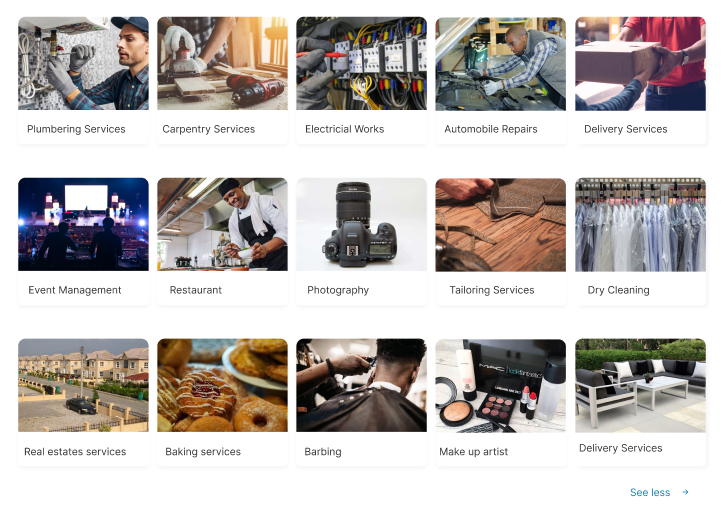 Plumbering Services
Carpentry Services
Electricial Works
Automobile Repairs
Delivery Services
Event Management
Restaurant
Photography
Tailoring Services
Dry Cleaning
MAC
Real estates services
Baking services
Barbing
Make up artist
Delivery Services
See less →